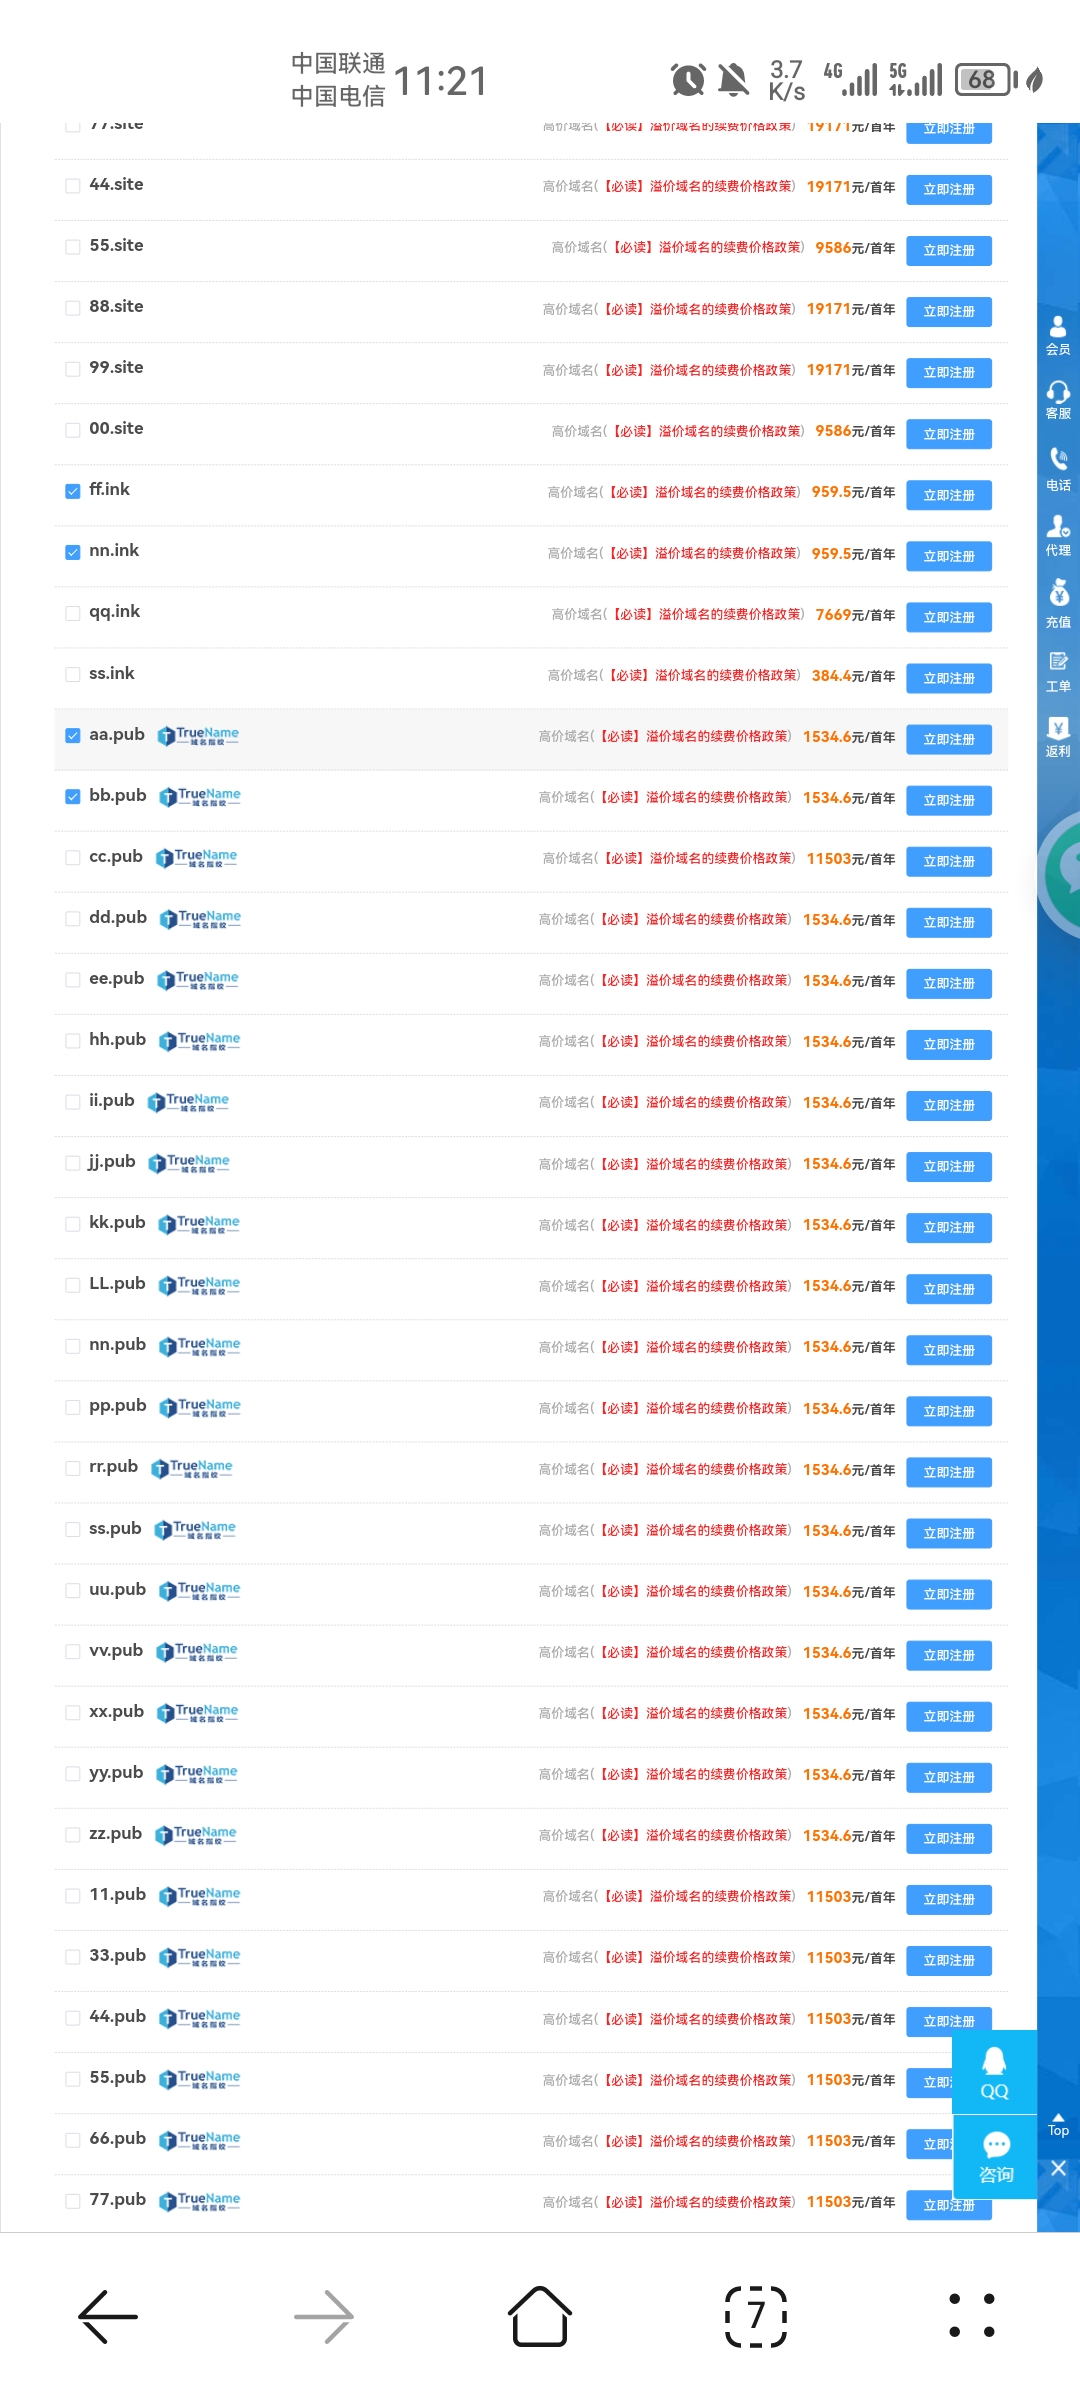 中国联通
中国电信
11:21
3.7
K/s
4G
5G
68
77.site 高价域名(【必读】溢价域名的续费价格政策) 19171元/首年 立即注册
44.site 高价域名(【必读】溢价域名的续费价格政策) 19171元/首年 立即注册
55.site 高价域名(【必读】溢价域名的续费价格政策) 9586元/首年 立即注册
88.site 高价域名(【必读】溢价域名的续费价格政策) 19171元/首年 立即注册
99.site 高价域名(【必读】溢价域名的续费价格政策) 19171元/首年 立即注册
00.site 高价域名(【必读】溢价域名的续费价格政策) 9586元/首年 立即注册
ff.ink 高价域名(【必读】溢价域名的续费价格政策) 959.5元/首年 立即注册
nn.ink 高价域名(【必读】溢价域名的续费价格政策) 959.5元/首年 立即注册
qq.ink 高价域名(【必读】溢价域名的续费价格政策) 7669元/首年 立即注册
ss.ink 高价域名(【必读】溢价域名的续费价格政策) 384.4元/首年 立即注册
aa.pub TrueName 域名指纹 高价域名(【必读】溢价域名的续费价格政策) 1534.6元/首年 立即注册
bb.pub TrueName 域名指纹 高价域名(【必读】溢价域名的续费价格政策) 1534.6元/首年 立即注册
cc.pub TrueName 域名指纹 高价域名(【必读】溢价域名的续费价格政策) 11503元/首年 立即注册
dd.pub TrueName 域名指纹 高价域名(【必读】溢价域名的续费价格政策) 1534.6元/首年 立即注册
ee.pub TrueName 域名指纹 高价域名(【必读】溢价域名的续费价格政策) 1534.6元/首年 立即注册
hh.pub TrueName 域名指纹 高价域名(【必读】溢价域名的续费价格政策) 1534.6元/首年 立即注册
ii.pub TrueName 域名指纹 高价域名(【必读】溢价域名的续费价格政策) 1534.6元/首年 立即注册
jj.pub TrueName 域名指纹 高价域名(【必读】溢价域名的续费价格政策) 1534.6元/首年 立即注册
kk.pub TrueName 域名指纹 高价域名(【必读】溢价域名的续费价格政策) 1534.6元/首年 立即注册
LL.pub TrueName 域名指纹 高价域名(【必读】溢价域名的续费价格政策) 1534.6元/首年 立即注册
nn.pub TrueName 域名指纹 高价域名(【必读】溢价域名的续费价格政策) 1534.6元/首年 立即注册
pp.pub TrueName 域名指纹 高价域名(【必读】溢价域名的续费价格政策) 1534.6元/首年 立即注册
rr.pub TrueName 域名指纹 高价域名(【必读】溢价域名的续费价格政策) 1534.6元/首年 立即注册
ss.pub TrueName 域名指纹 高价域名(【必读】溢价域名的续费价格政策) 1534.6元/首年 立即注册
uu.pub TrueName 域名指纹 高价域名(【必读】溢价域名的续费价格政策) 1534.6元/首年 立即注册
vv.pub TrueName 域名指纹 高价域名(【必读】溢价域名的续费价格政策) 1534.6元/首年 立即注册
xx.pub TrueName 域名指纹 高价域名(【必读】溢价域名的续费价格政策) 1534.6元/首年 立即注册
yy.pub TrueName 域名指纹 高价域名(【必读】溢价域名的续费价格政策) 1534.6元/首年 立即注册
zz.pub TrueName 域名指纹 高价域名(【必读】溢价域名的续费价格政策) 1534.6元/首年 立即注册
11.pub TrueName 域名指纹 高价域名(【必读】溢价域名的续费价格政策) 11503元/首年 立即注册
33.pub TrueName 域名指纹 高价域名(【必读】溢价域名的续费价格政策) 11503元/首年 立即注册
44.pub TrueName 域名指纹 高价域名(【必读】溢价域名的续费价格政策) 11503元/首年 立即注册
55.pub TrueName 域名指纹 高价域名(【必读】溢价域名的续费价格政策) 11503元/首年 立即
66.pub TrueName 域名指纹 高价域名(【必读】溢价域名的续费价格政策) 11503元/首年 立即
77.pub TrueName 域名指纹 高价域名(【必读】溢价域名的续费价格政策) 11503元/首年 立即注册
会员
客服
电话
代理
充值
工单
返利
QQ
咨询
Top
7